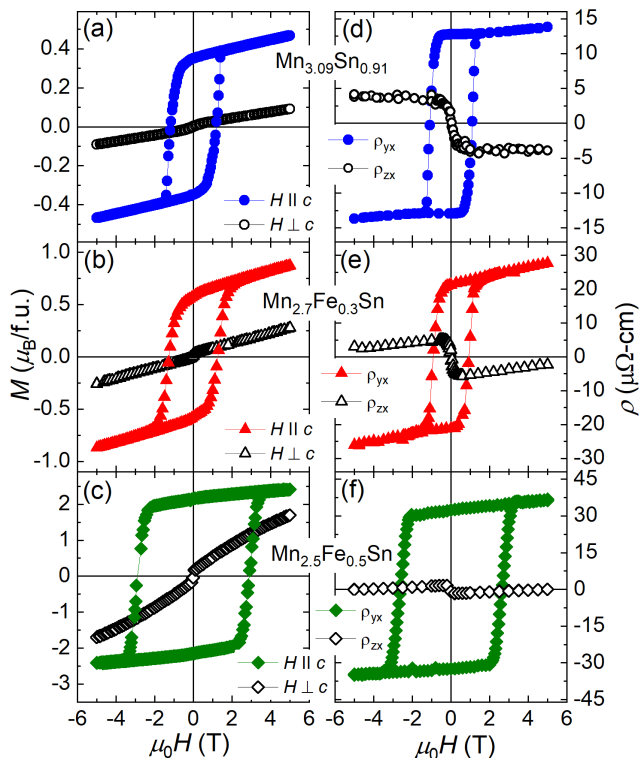 (a)
0.4
0.0
-0.4
H || c
H ⊥ c
(d)
15
10
5
0
-5
-10
-15
Mn3.09Sn0.91
ρyx
ρzx
(b)
1.0
0.5
0.0
-0.5
-1.0
M (μB/f.u.)
H || c
H ⊥ c
(e)
30
20
10
0
-10
-20
-30
Mn2.7Fe0.3Sn
ρyx
ρzx
ρ (μΩ-cm)
(c)
2
1
0
-1
-2
-3
H || c
H ⊥ c
-6 -4 -2 0 2 4 6
μ0H (T)
(f)
45
30
15
0
-15
-30
-45
Mn2.5Fe0.5Sn
ρyx
ρzx
-6 -4 -2 0 2 4 6
μ0H (T)